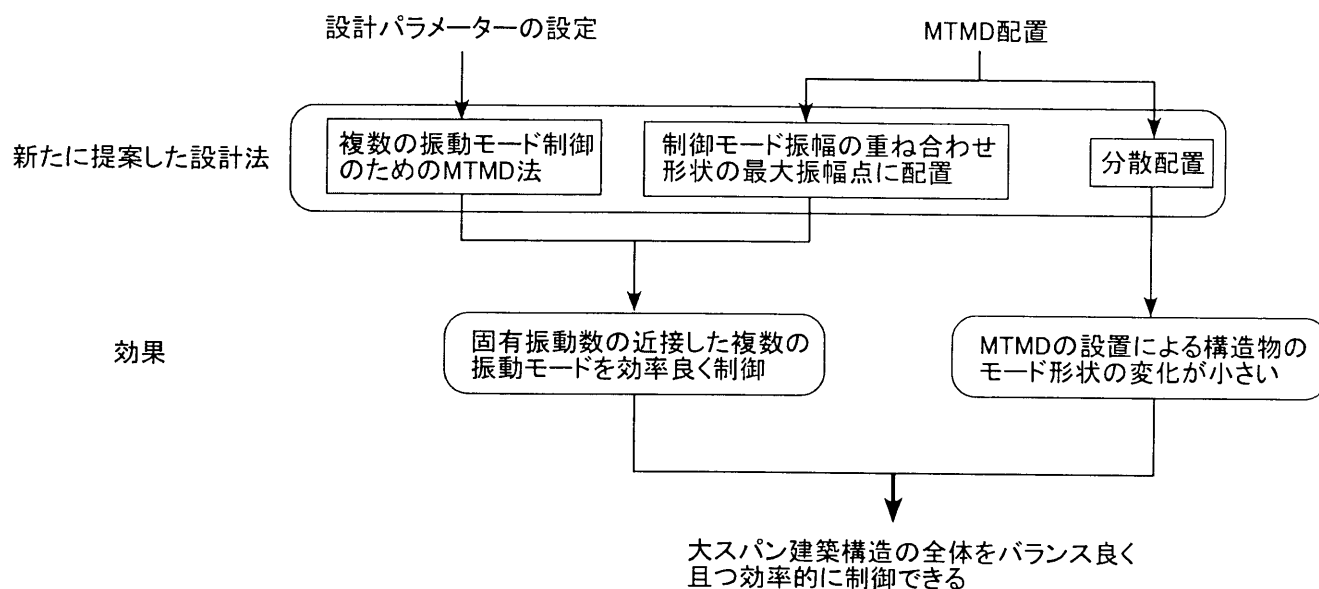 設計パラメーターの設定
MTMD配置
新たに提案した設計法
複数の振動モード制御
のためのMTMD法
制御モード振幅の重ね合わせ
形状の最大振幅点に配置
分散配置
効果
固有振動数の近接した複数の
振動モードを効率良く制御
MTMDの設置による構造物の
モード形状の変化が小さい
大スパン建築構造の全体をバランス良く
且つ効率的に制御できる